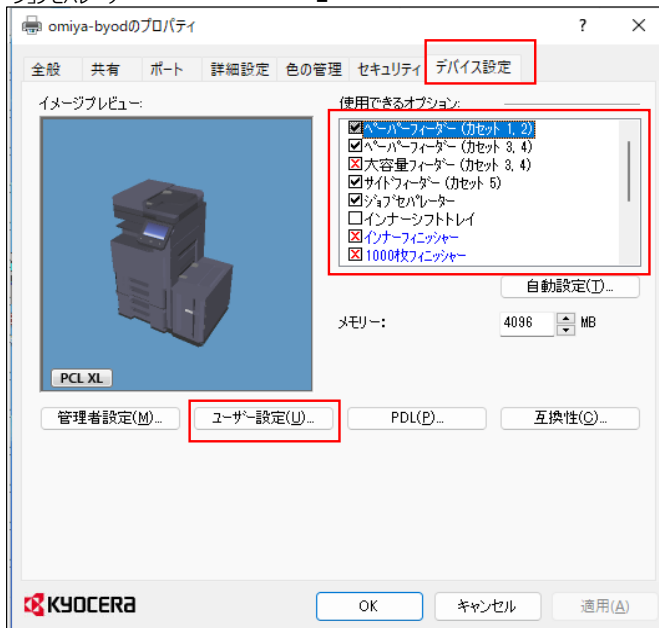 omiya-byodのプロパティ
? ×
全般 共有 ポート 詳細設定 色の管理 セキュリティ デバイス設定
イメージプレビュー:
使用できるオプション:
ペーパーフィーダー (カセット 1, 2)
ペーパーフィーダー (カセット 3, 4)
大容量フィーダー (カセット 3, 4)
サイドフィーダー (カセット 5)
ジョブセパレーター
インナーシフトトレイ
インナーフィニッシャー
1000枚フィニッシャー
自動設定(T)...
メモリー: 4096 MB
PCL XL
管理者設定(M)... ユーザー設定(U)... PDL(P)... 互換性(C)...
KYOCERA
OK キャンセル 適用(A)